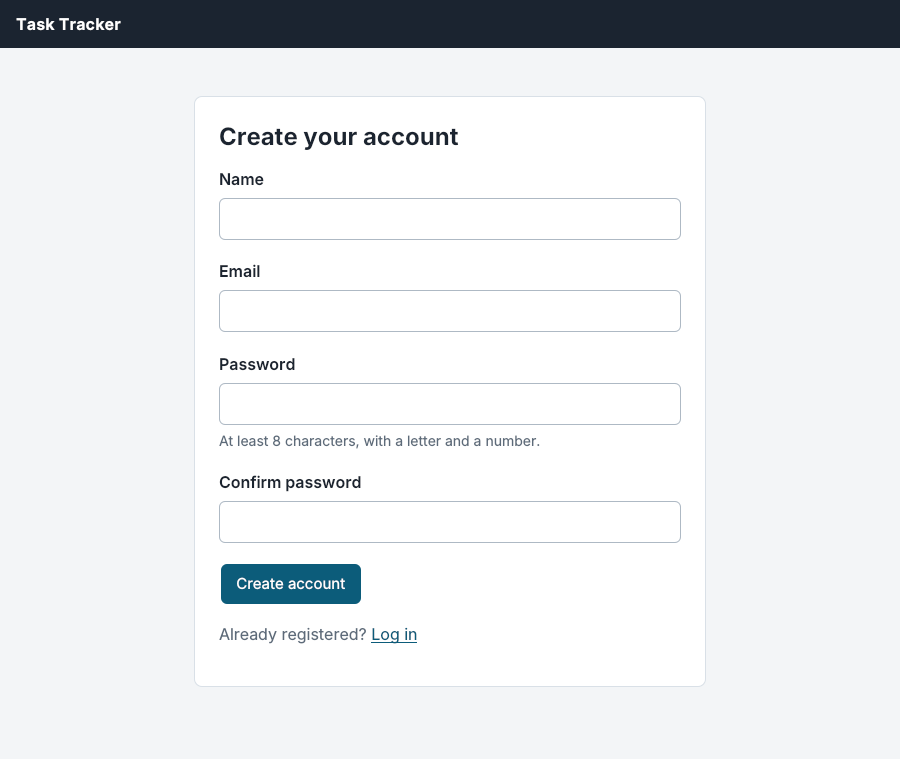 Task Tracker
Create your account
Name
Email
Password
At least 8 characters, with a letter and a number.
Confirm password
Create account
Already registered? Log in